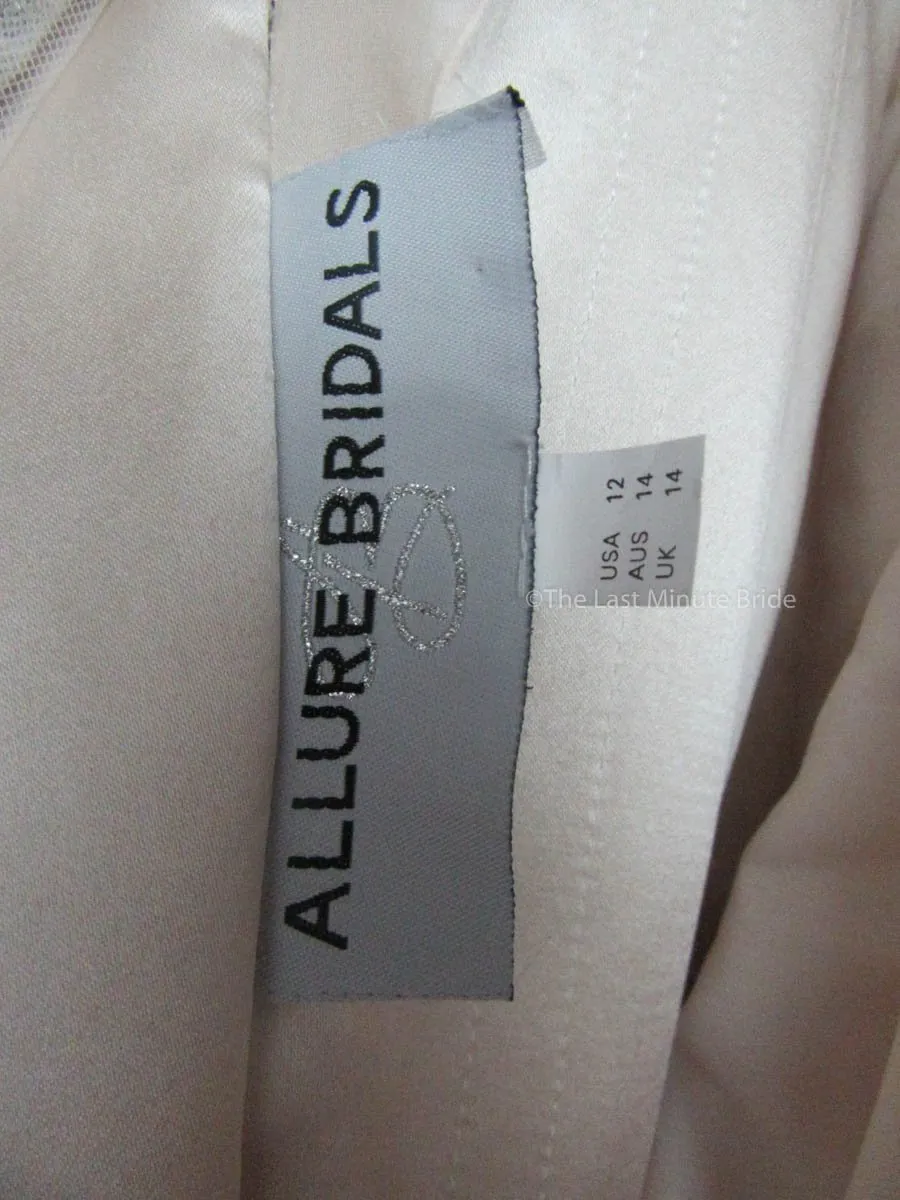 ALLURE BRIDALS
USA 12
AUS 14
UK 14
©The Last Minute Bride